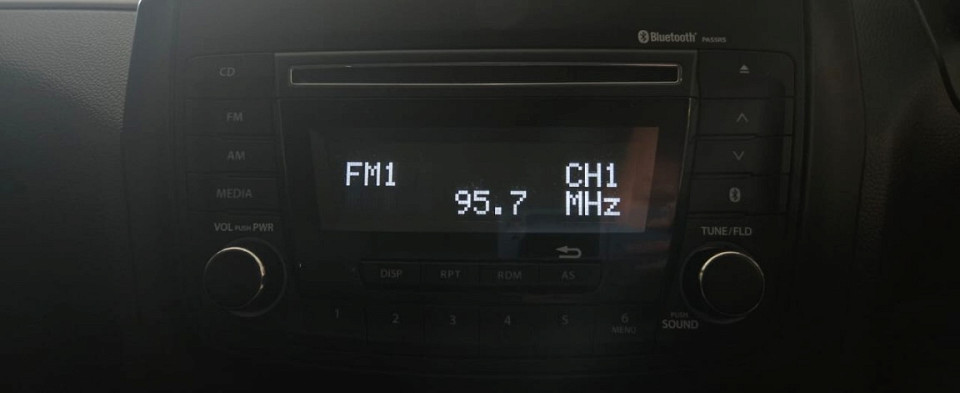 Bluetooth PASSRS
CD
FM
AM
MEDIA
VOL PUSH PWR
FM1 CH1
95.7 MHz
TUNE/FLD
DISP RPT RDM AS
1 2 3 4 5 6
MENU
PUSH
SOUND